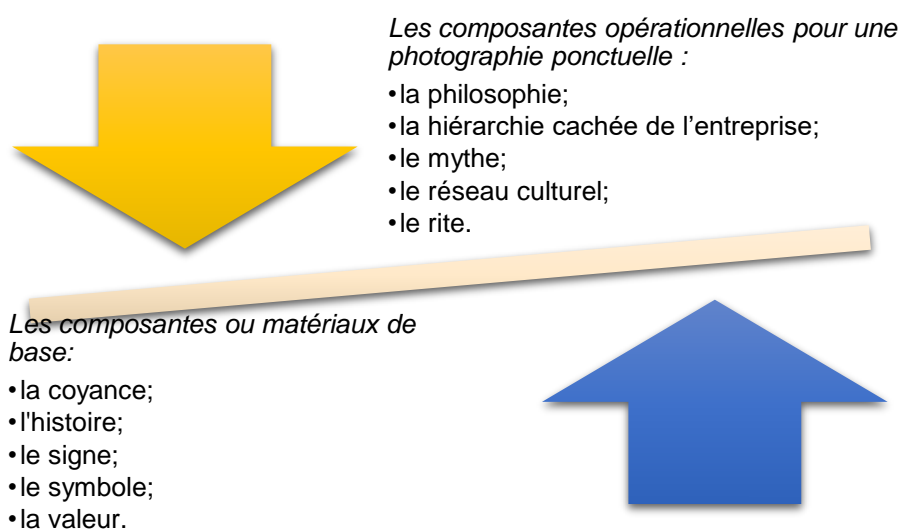 Les composantes opérationnelles pour une
photographie ponctuelle :
•la philosophie;
•la hiérarchie cachée de l’entreprise;
•le mythe;
•le réseau culturel;
•le rite.
Les composantes ou matériaux de
base:
•la coyance;
•l'histoire;
•le signe;
•le symbole;
•la valeur.